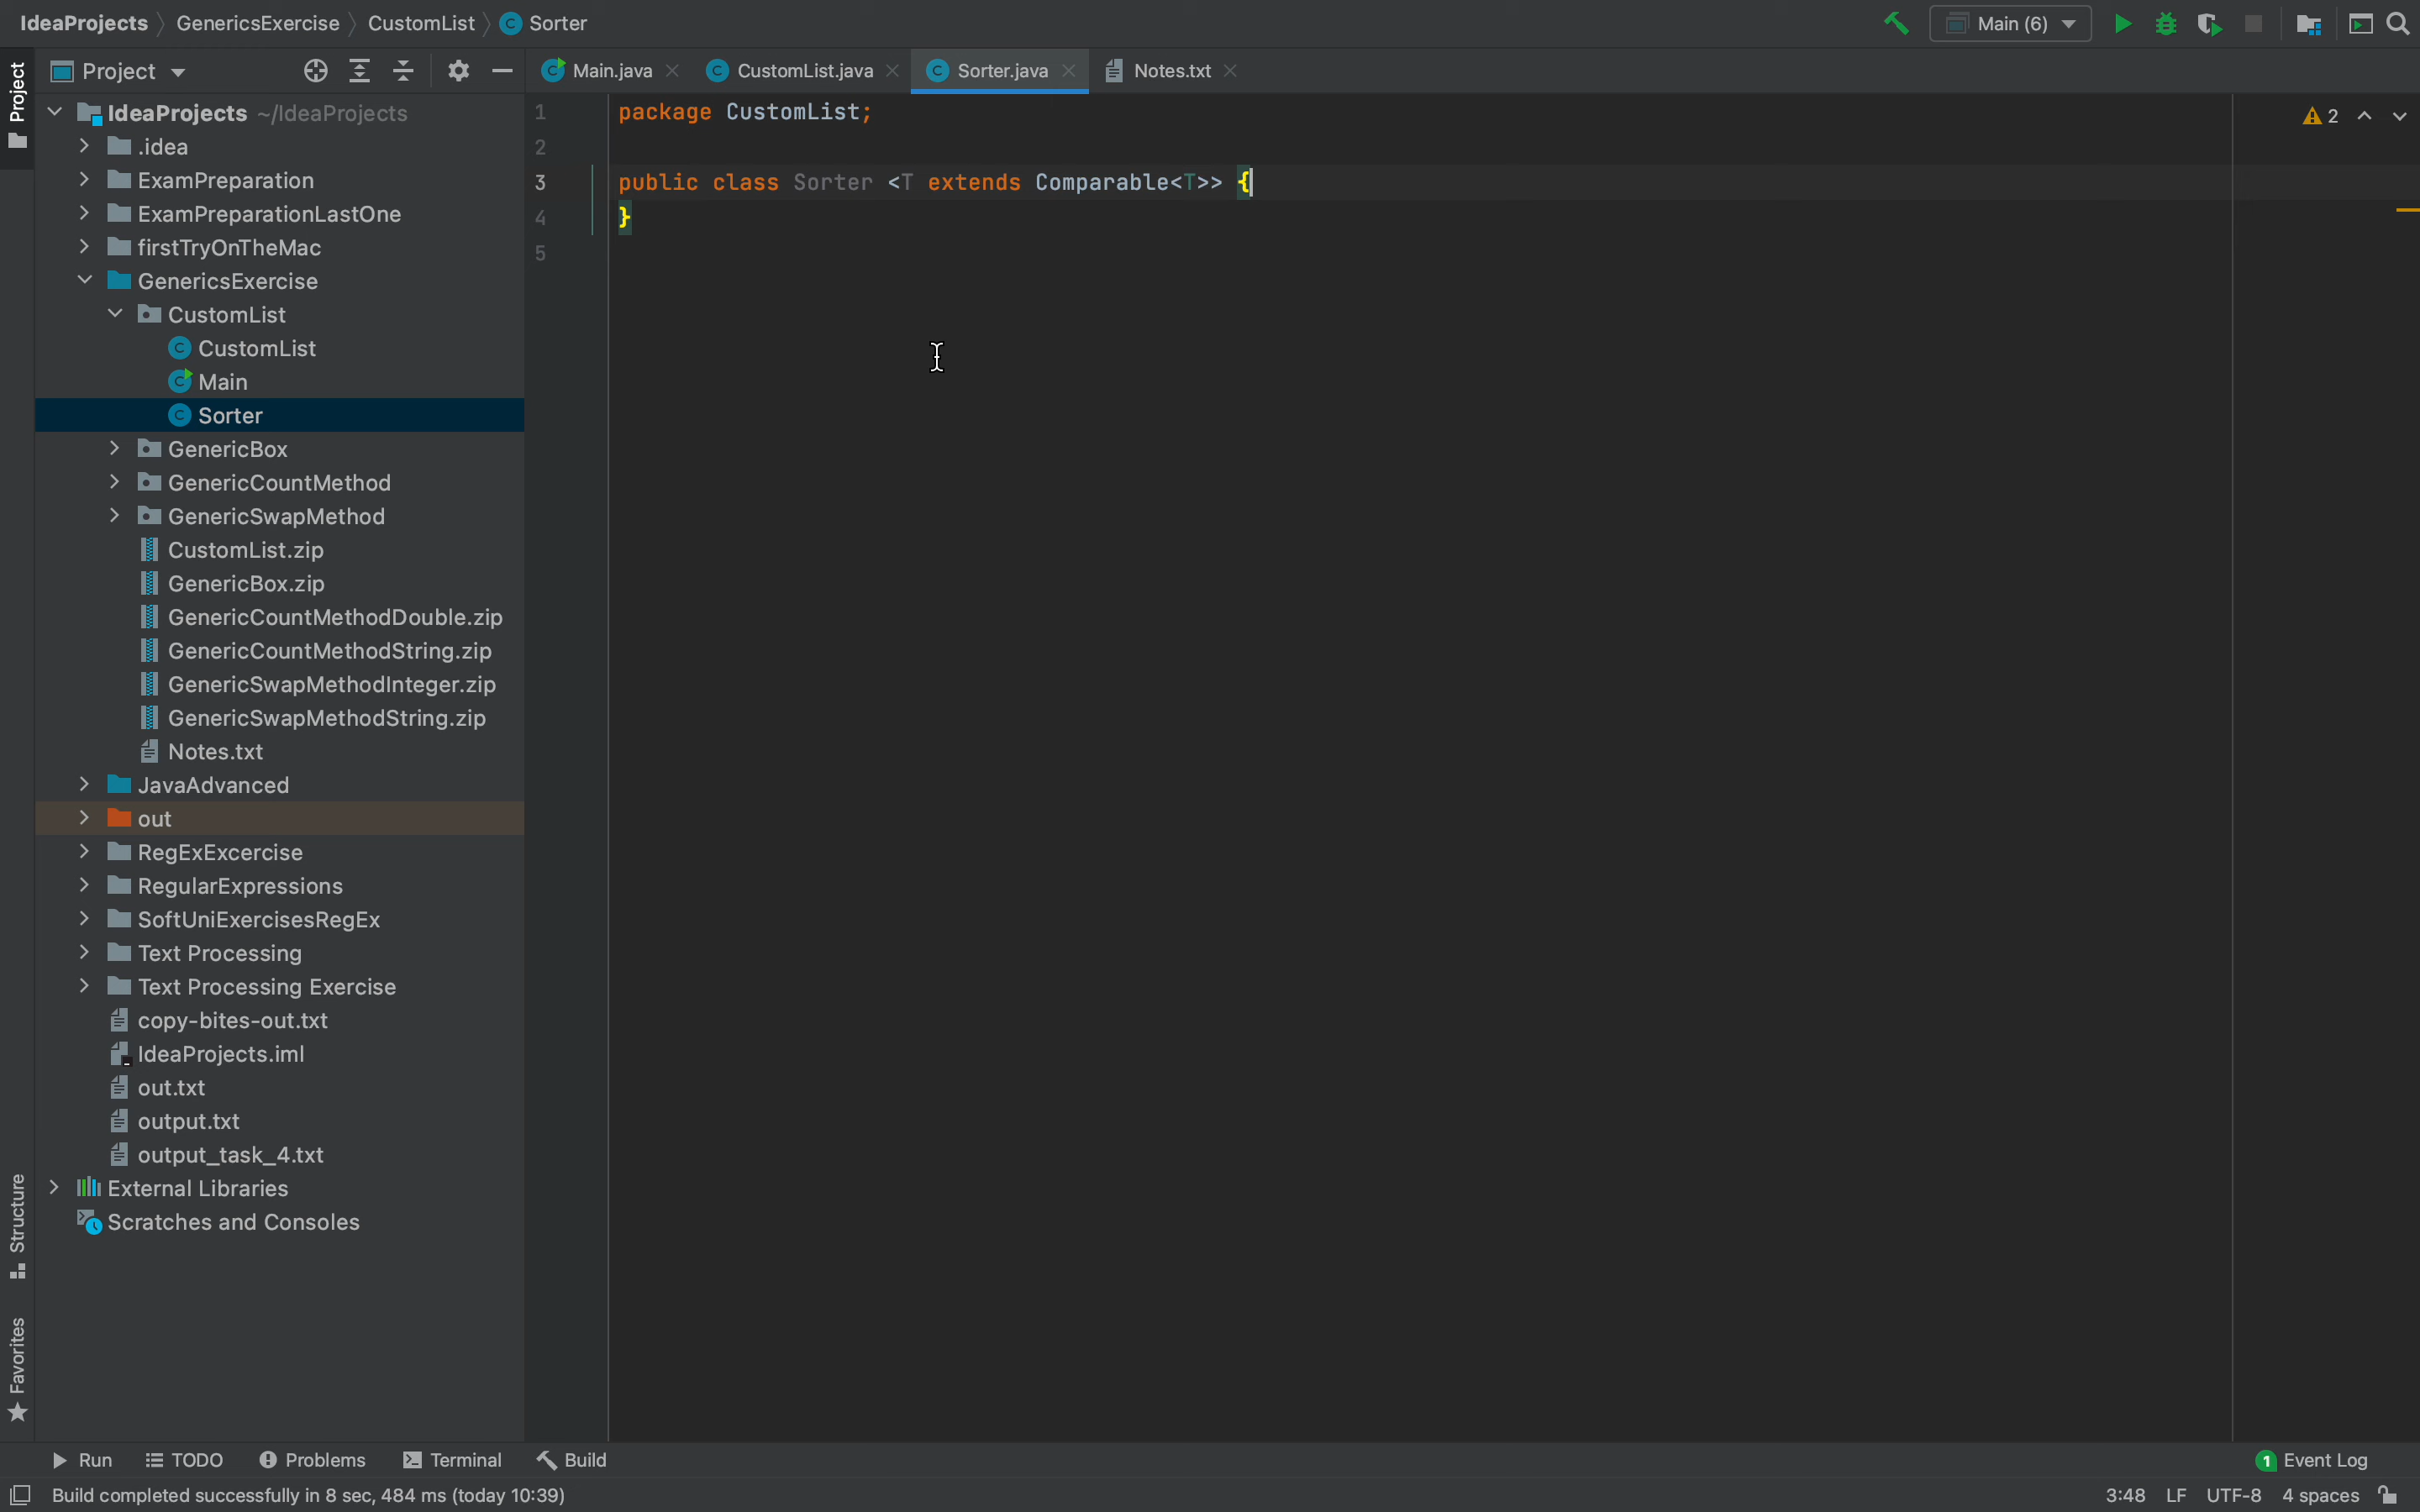 IdeaProjects GenericsExercise CustomList Sorter Main (6)
Project
Project
Main.java CustomList.java Sorter.java Notes.txt
IdeaProjects ~/IdeaProjects
.idea
ExamPreparation
ExamPreparationLastOne
firstTryOnTheMac
GenericsExercise
CustomList
CustomList
Main
Sorter
GenericBox
GenericCountMethod
GenericSwapMethod
CustomList.zip
GenericBox.zip
GenericCountMethodDouble.zip
GenericCountMethodString.zip
GenericSwapMethodInteger.zip
GenericSwapMethodString.zip
Notes.txt
JavaAdvanced
out
RegExExcercise
RegularExpressions
SoftUniExercisesRegEx
Text Processing
Text Processing Exercise
copy-bites-out.txt
IdeaProjects.iml
out.txt
output.txt
output_task_4.txt
External Libraries
Scratches and Consoles
Structure
Favorites
1 package CustomList;
2
3 public class Sorter <T extends Comparable<T>> {
4 }
5
2
Run TODO Problems Terminal Build 1 Event Log
Build completed successfully in 8 sec, 484 ms (today 10:39) 3:48 LF UTF-8 4 spaces